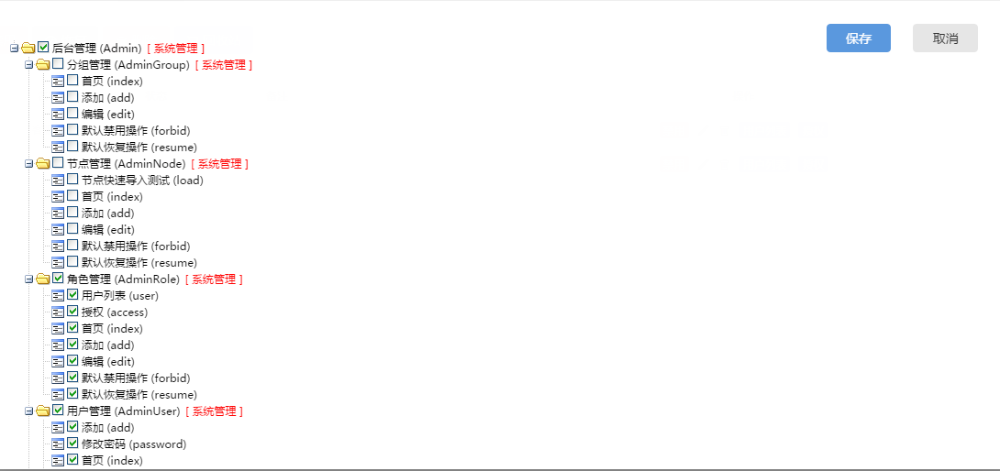 后台管理 (Admin) [ 系统管理 ]
保存
取消
分组管理 (AdminGroup) [ 系统管理 ]
首页 (index)
添加 (add)
编辑 (edit)
默认禁用操作 (forbid)
默认恢复操作 (resume)
节点管理 (AdminNode) [ 系统管理 ]
节点快速导入测试 (load)
首页 (index)
添加 (add)
编辑 (edit)
默认禁用操作 (forbid)
默认恢复操作 (resume)
角色管理 (AdminRole) [ 系统管理 ]
用户列表 (user)
授权 (access)
首页 (index)
添加 (add)
编辑 (edit)
默认禁用操作 (forbid)
默认恢复操作 (resume)
用户管理 (AdminUser) [ 系统管理 ]
添加 (add)
修改密码 (password)
首页 (index)